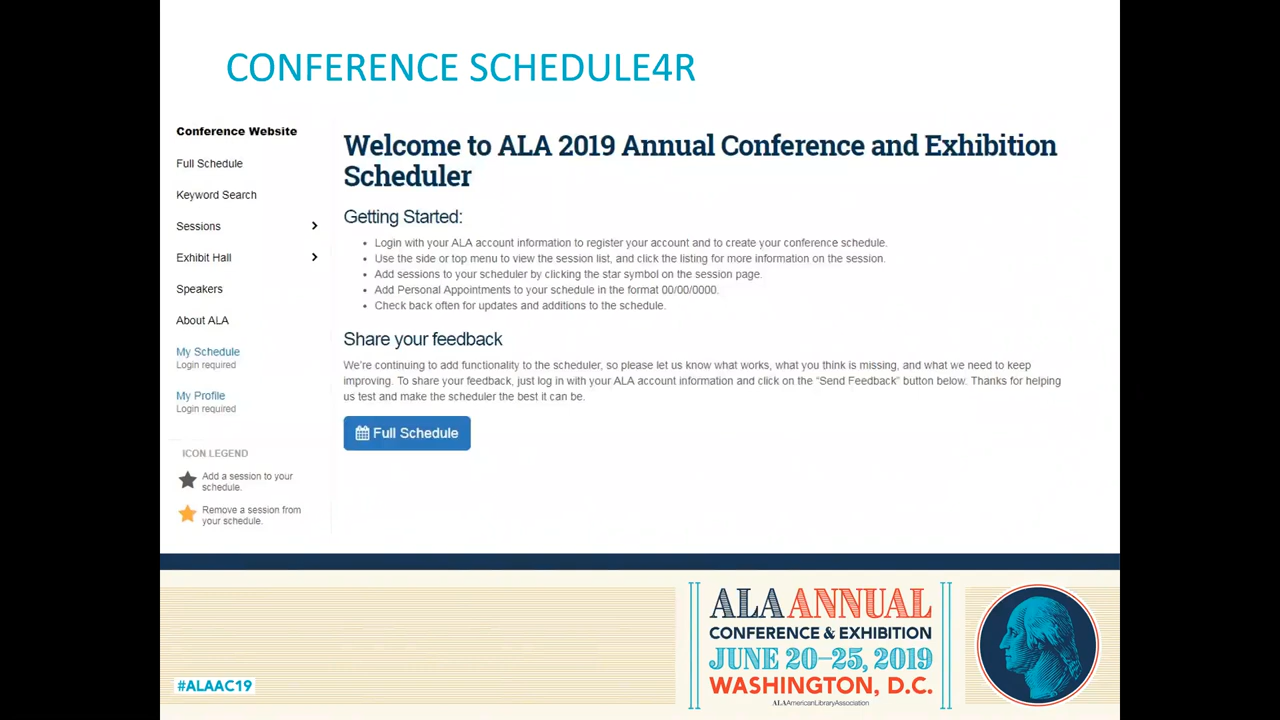 CONFERENCE SCHEDULE4R
Conference Website
Full Schedule
Keyword Search
Sessions
Exhibit Hall
Speakers
About ALA
My Schedule
Login required
My Profile
Login required
ICON LEGEND
Add a session to your
schedule.
Remove a session from
your schedule.
Welcome to ALA 2019 Annual Conference and Exhibition
Scheduler
Getting Started:
• Login with your ALA account information to register your account and to create your conference schedule.
• Use the side or top menu to view the session list, and click the listing for more information on the session.
• Add sessions to your scheduler by clicking the star symbol on the session page.
• Add Personal Appointments to your schedule in the format 00/00/0000.
• Check back often for updates and additions to the schedule.
Share your feedback
We're continuing to add functionality to the scheduler, so please let us know what works, what you think is missing, and what we need to keep
improving. To share your feedback, just log in with your ALA account information and click on the “Send Feedback” button below. Thanks for helping
us test and make the scheduler the best it can be.
Full Schedule
#ALAAC19
ALA ANNUAL
CONFERENCE & EXHIBITION
JUNE 20–25, 2019
WASHINGTON, D.C.
ALAAmericanLibraryAssociation